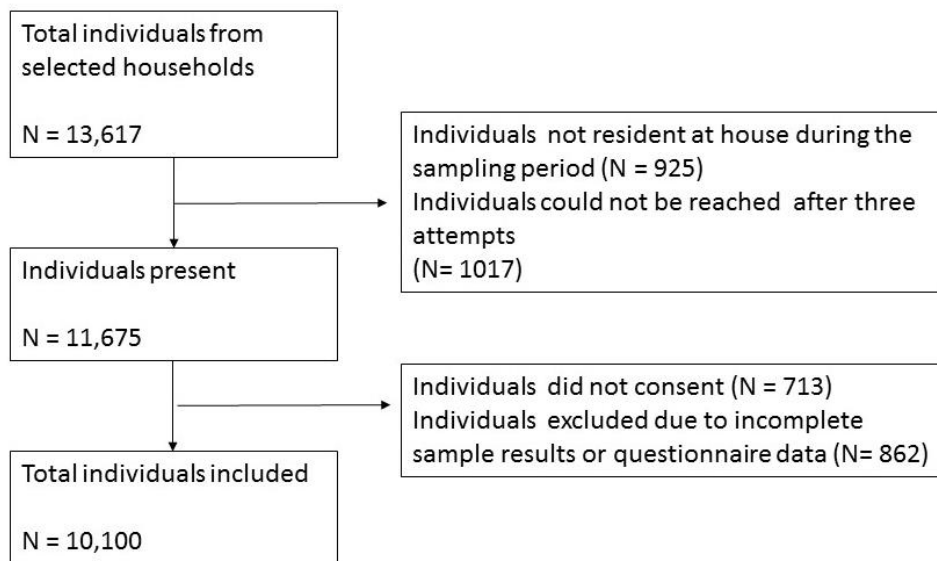 Total individuals from
selected households
N = 13,617
Individuals not resident at house during the
sampling period (N = 925)
Individuals could not be reached after three
attempts
(N= 1017)
Individuals present
N = 11,675
Individuals did not consent (N = 713)
Individuals excluded due to incomplete
sample results or questionnaire data (N= 862)
Total individuals included
N = 10,100